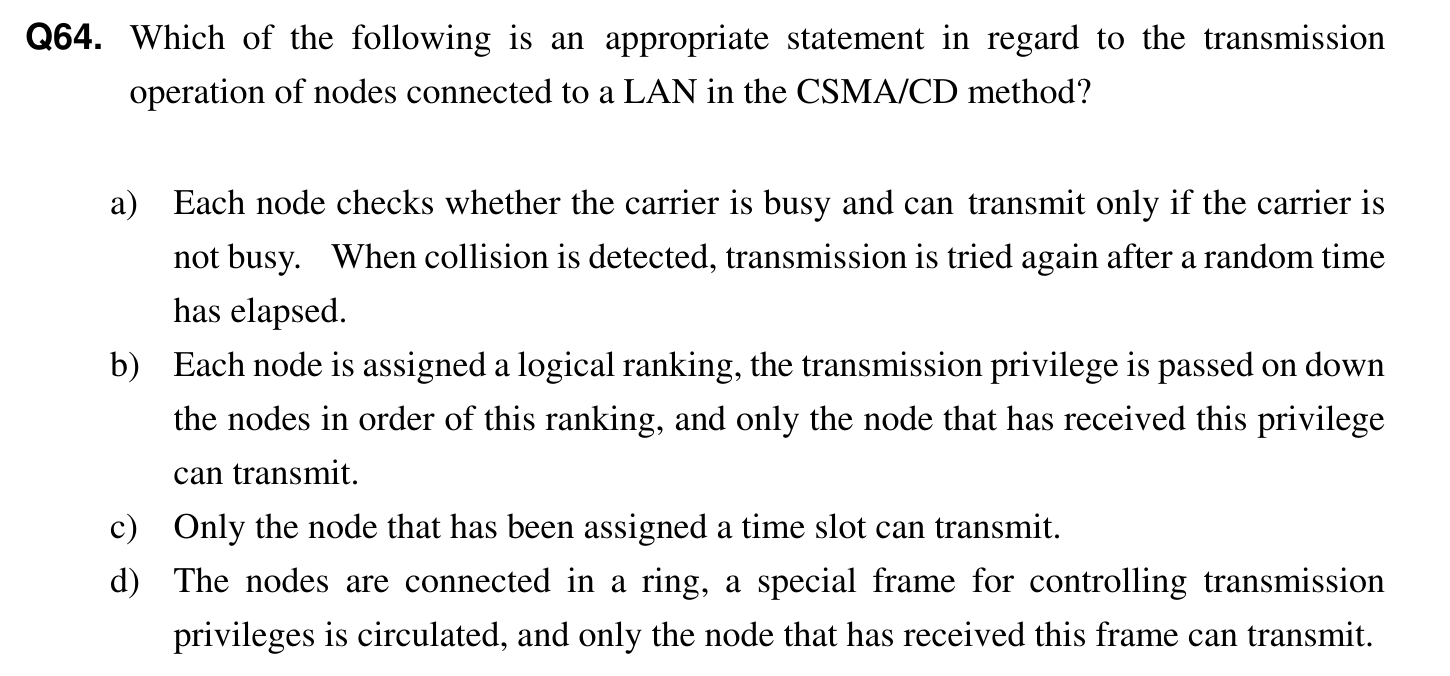 Q64. Which of the following is an appropriate statement in regard to the transmission
operation of nodes connected to a LAN in the CSMA/CD method?
a) Each node checks whether the carrier is busy and can transmit only if the carrier is
not busy. When collision is detected, transmission is tried again after a random time
has elapsed.
b) Each node is assigned a logical ranking, the transmission privilege is passed on down
the nodes in order of this ranking, and only the node that has received this privilege
can transmit.
c) Only the node that has been assigned a time slot can transmit.
d) The nodes are connected in a ring, a special frame for controlling transmission
privileges is circulated, and only the node that has received this frame can transmit.